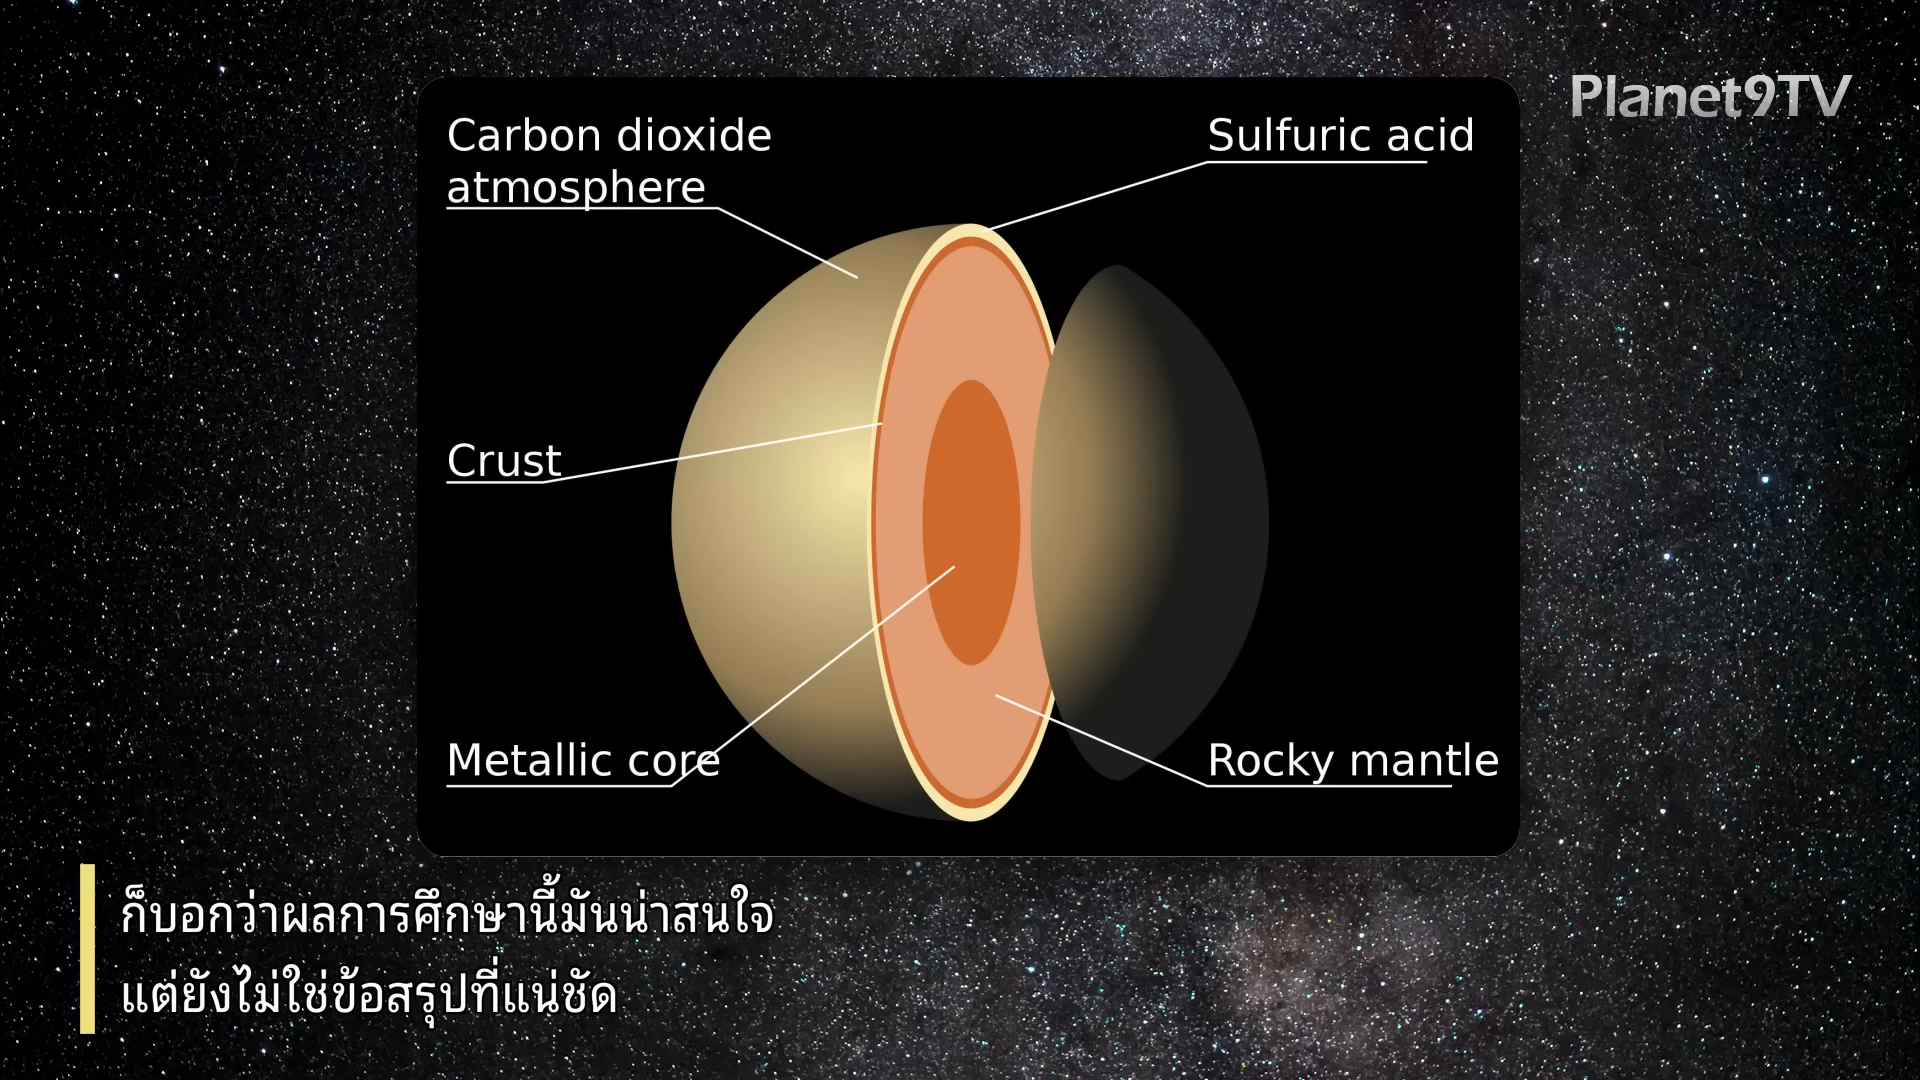 Planet9TV
Carbon dioxide
atmosphere
Sulfuric acid
Crust
Metallic core
Rocky mantle
ก็บอกว่าผลการศึกษานี้มันน่าสนใจ
แต่ยังไม่ใช่ข้อสรุปที่แน่ชัด